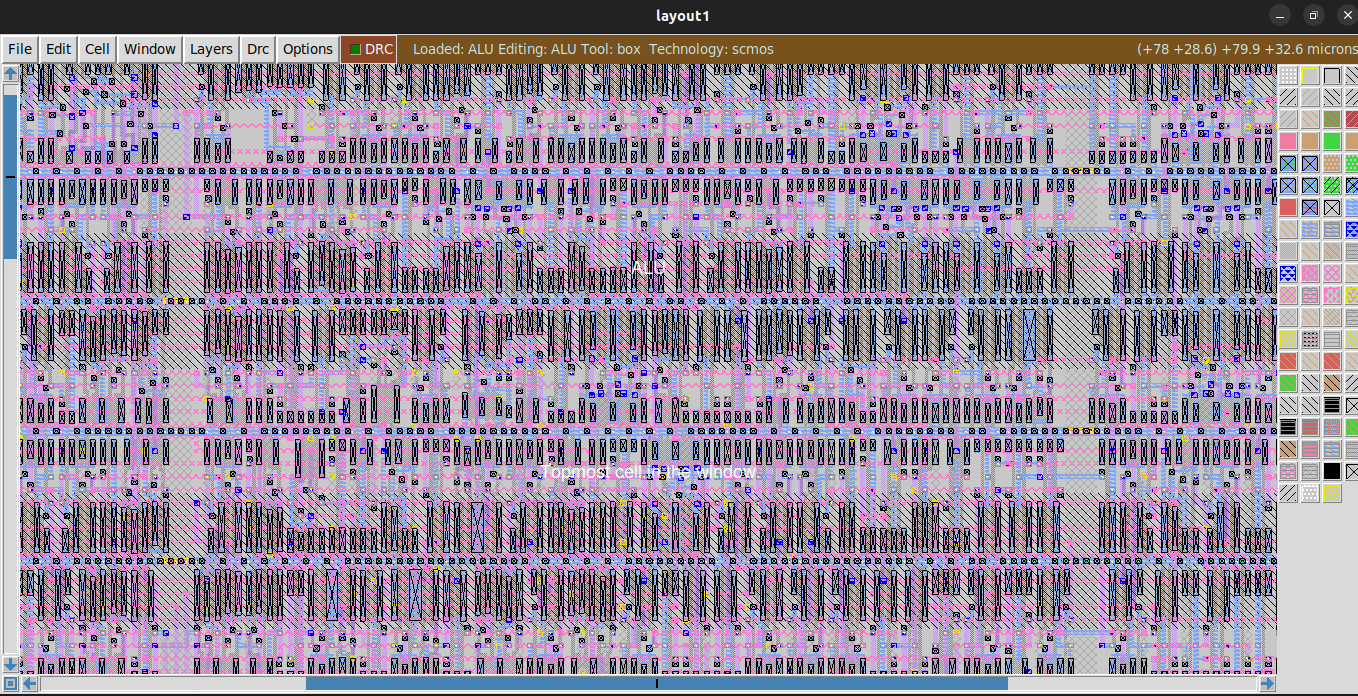 layout1
File Edit Cell Window Layers Drc Options DRC Loaded: ALU Editing: ALU Tool: box Technology: scmos (+78 +28.6) +79.9 +32.6 microns
ALU
Topmost cell in the window